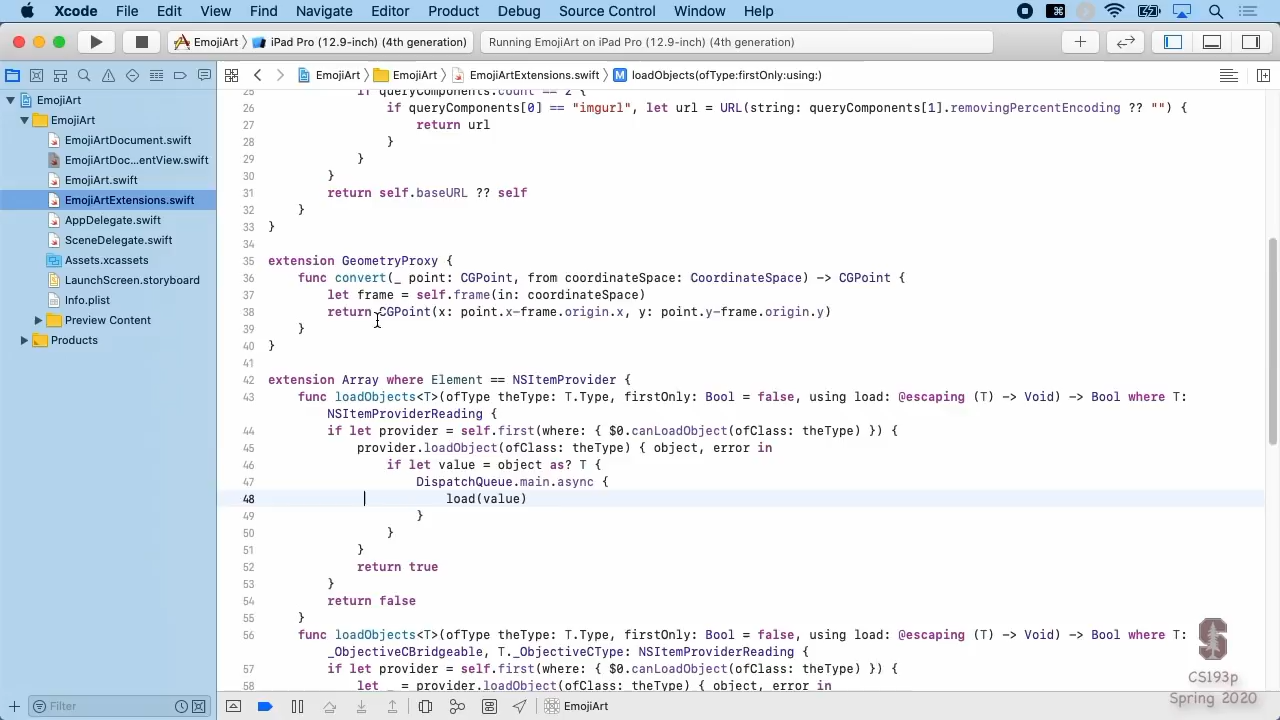 Xcode File Edit View Find Navigate Editor Product Debug Source Control Window Help
EmojiArt iPad Pro (12.9-inch) (4th generation) Running EmojiArt on iPad Pro (12.9-inch) (4th generation)
EmojiArt EmojiArt EmojiArtExtensions.swift M loadObjects(ofType:firstOnly:using:)
EmojiArt
EmojiArt
EmojiArtDocument.swift
EmojiArtDoc...entView.swift
EmojiArt.swift
EmojiArtExtensions.swift
AppDelegate.swift
SceneDelegate.swift
Assets.xcassets
LaunchScreen.storyboard
Info.plist
Preview Content
Products
25 if queryComponents.count == 2 {
26 if queryComponents[0] == "imgurl", let url = URL(string: queryComponents[1].removingPercentEncoding ?? "") {
27 return url
28 }
29 }
30 }
31 return self.baseURL ?? self
32 }
33 }
34
35 extension GeometryProxy {
36 func convert(_ point: CGPoint, from coordinateSpace: CoordinateSpace) -> CGPoint {
37 let frame = self.frame(in: coordinateSpace)
38 return CGPoint(x: point.x-frame.origin.x, y: point.y-frame.origin.y)
39 }
40 }
41
42 extension Array where Element == NSItemProvider {
43 func loadObjects<T>(ofType theType: T.Type, firstOnly: Bool = false, using load: @escaping (T) -> Void) -> Bool where T:
NSItemProviderReading {
44 if let provider = self.first(where: { $0.canLoadObject(ofClass: theType) }) {
45 provider.loadObject(ofClass: theType) { object, error in
46 if let value = object as? T {
47 DispatchQueue.main.async {
48 load(value)
49 }
50 }
51 }
52 return true
53 }
54 return false
55 }
56 func loadObjects<T>(ofType theType: T.Type, firstOnly: Bool = false, using load: @escaping (T) -> Void) -> Bool where T:
_ObjectiveCBridgeable, T._ObjectiveCType: NSItemProviderReading {
57 if let provider = self.first(where: { $0.canLoadObject(ofClass: theType) }) {
58 let _ = provider.loadObject(ofClass: theType) { object, error in
CS193p
Spring 2020
Filter
EmojiArt